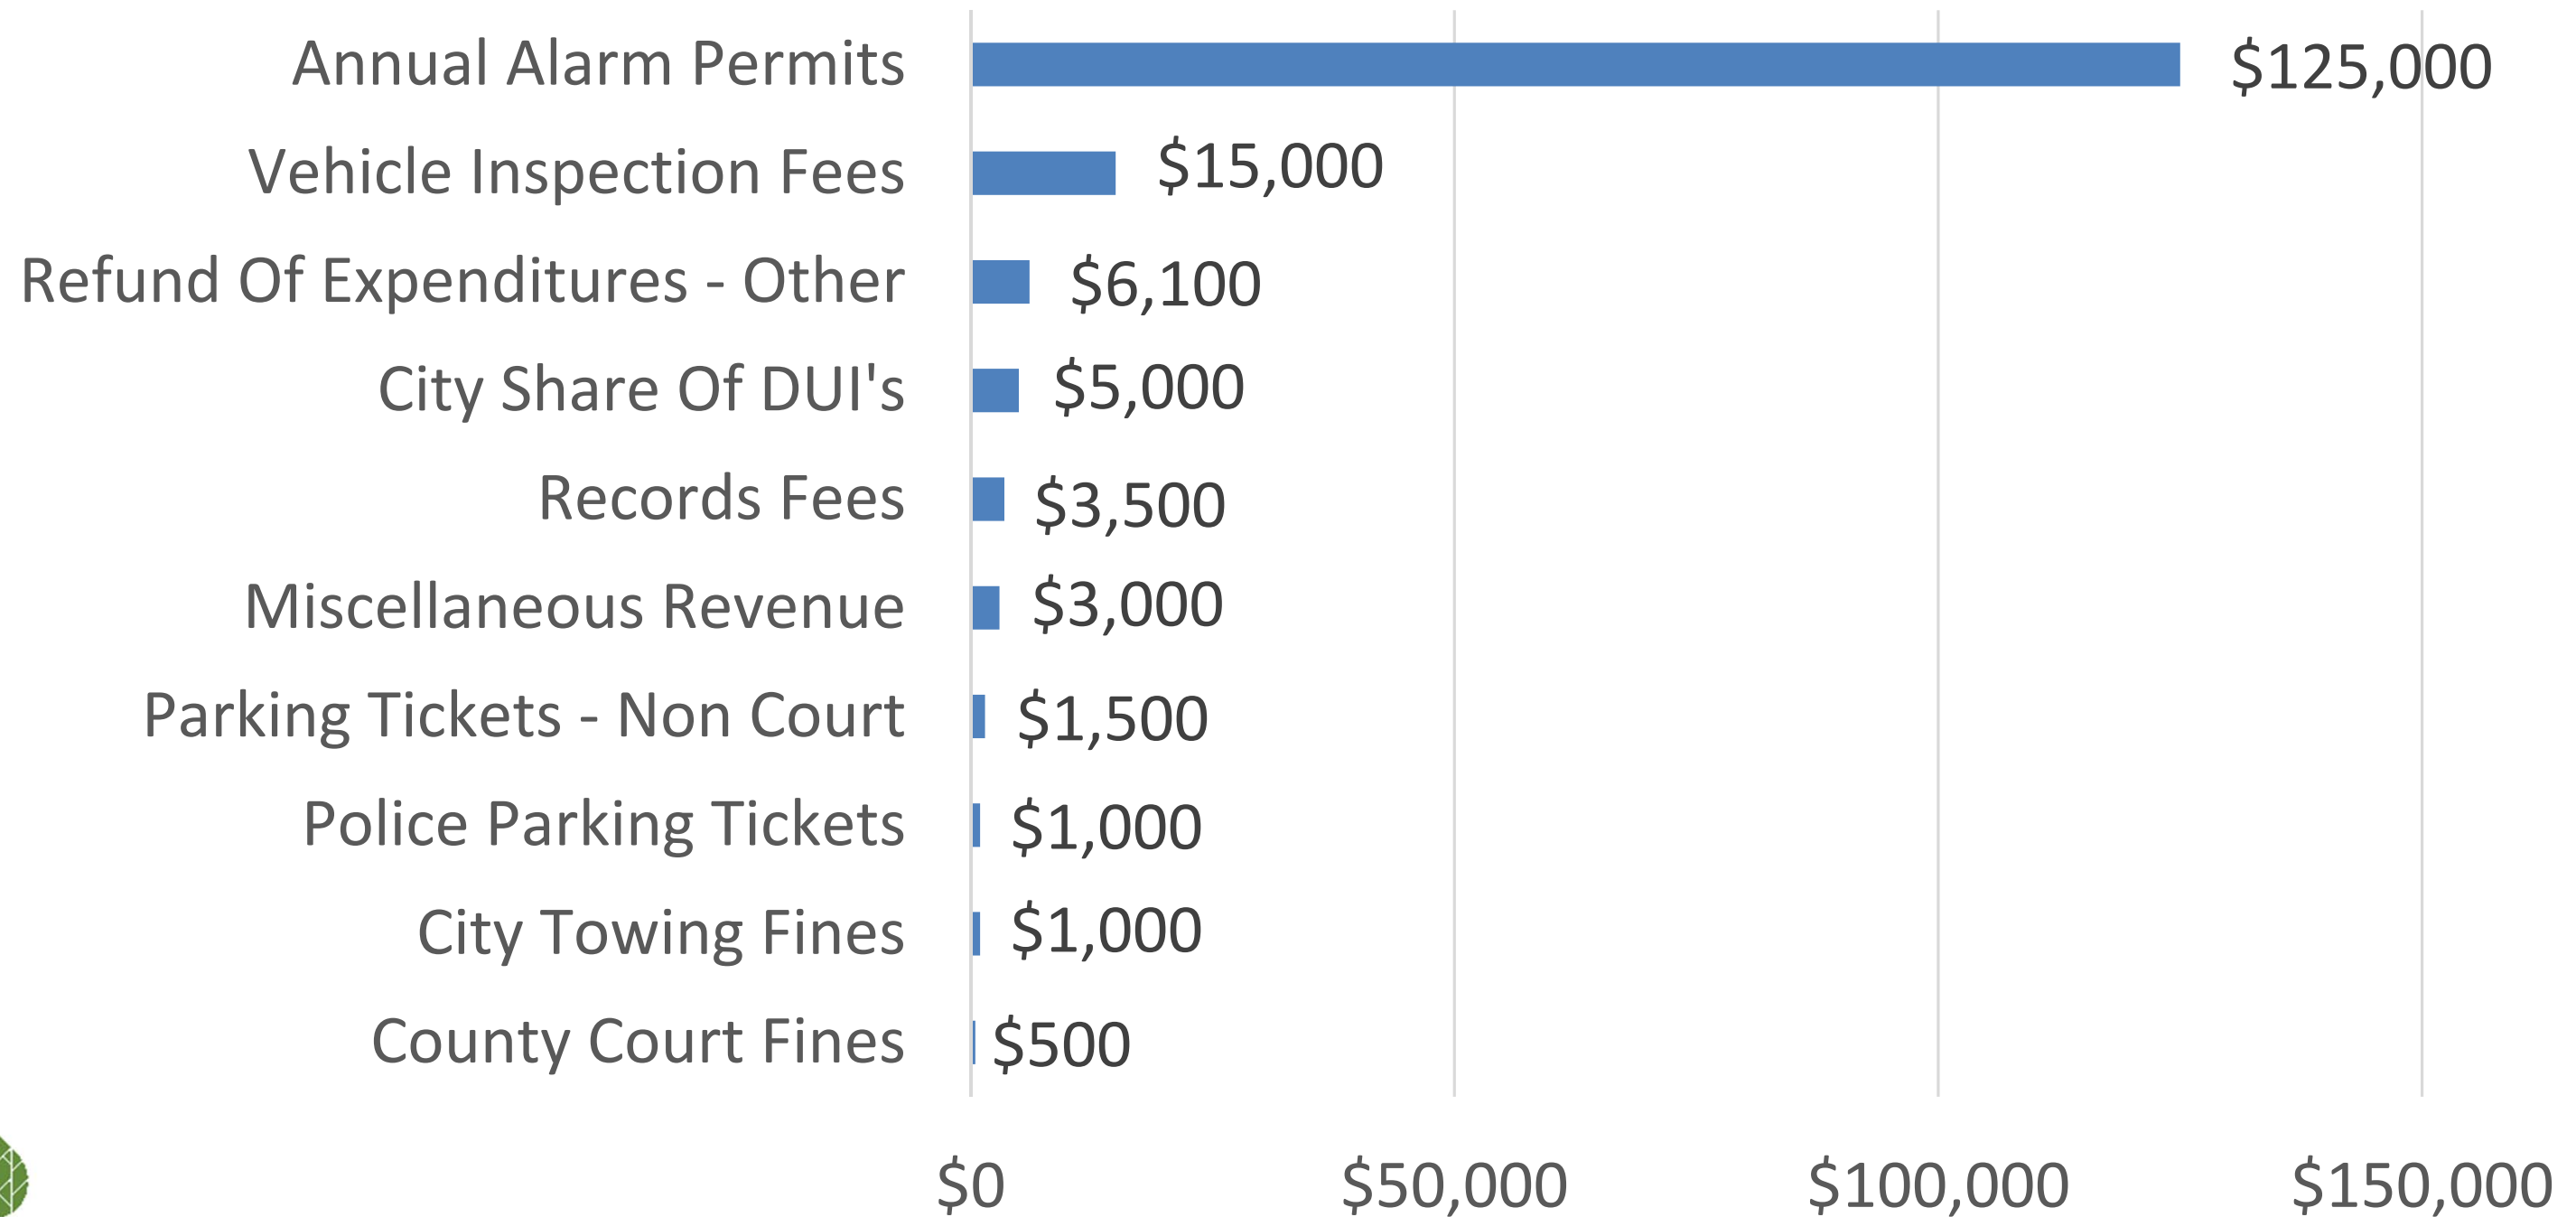 Annual Alarm Permits $125,000
Vehicle Inspection Fees $15,000
Refund Of Expenditures - Other $6,100
City Share Of DUI's $5,000
Records Fees $3,500
Miscellaneous Revenue $3,000
Parking Tickets - Non Court $1,500
Police Parking Tickets $1,000
City Towing Fines $1,000
County Court Fines $500
$0 $50,000 $100,000 $150,000